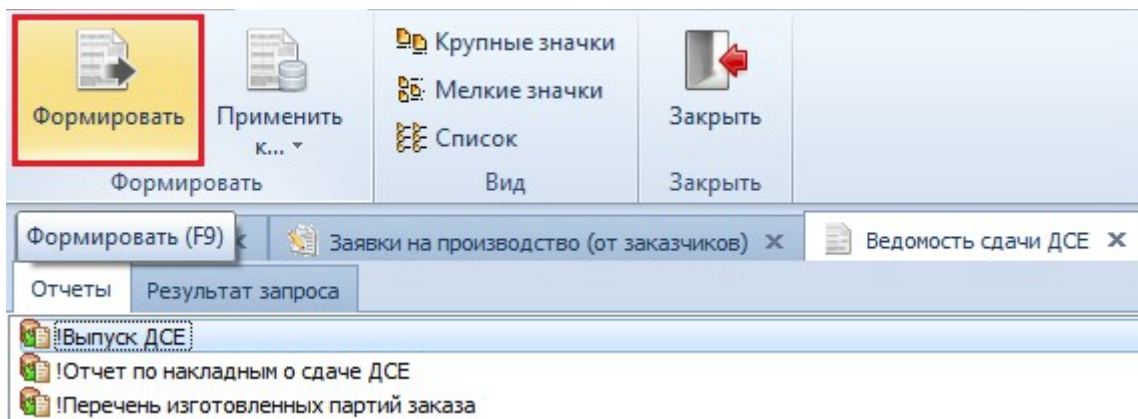 Формировать
Применить
к...
Крупные значки
Мелкие значки
Список
Закрыть
Формировать
Вид
Закрыть
Формировать (F9)
Заявки на производство (от заказчиков)
Ведомость сдачи ДСЕ
Отчеты
Результат запроса
!Выпуск ДСЕ
!Отчет по накладным о сдаче ДСЕ
!Перечень изготовленных партий заказа